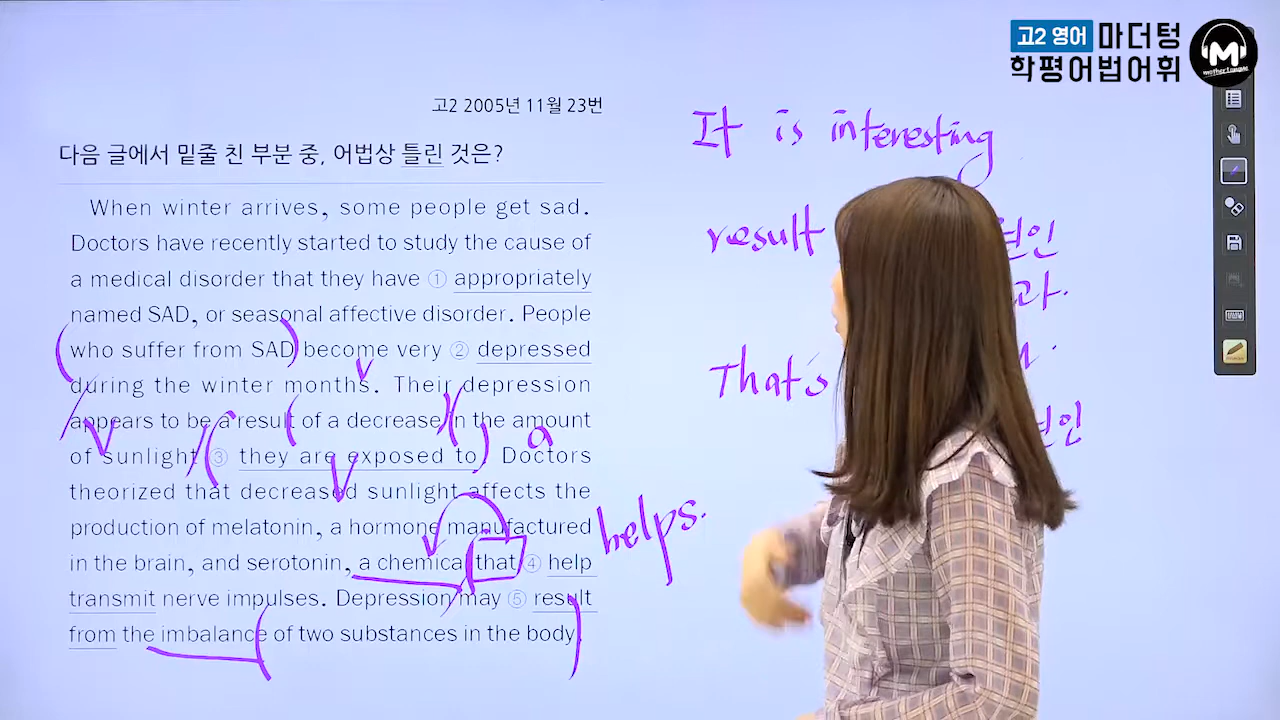 고2 영어 마더텅
학평어법어휘
M
mother tongue
고2 2005년 11월 23번
다음 글에서 밑줄 친 부분 중, 어법상 틀린 것은?
When winter arrives, some people get sad.
Doctors have recently started to study the cause of
a medical disorder that they have ① appropriately
named SAD, or seasonal affective disorder. People
who suffer from SAD become very ② depressed
during the winter months. Their depression
appears to be a result of a decrease in the amount
of sunlight ③ they are exposed to. Doctors
theorized that decreased sunlight affects the
production of melatonin, a hormone manufactured
in the brain, and serotonin, a chemical that ④ help
transmit nerve impulses. Depression may ⑤ result
from the imbalance of two substances in the body.
helps.
It is interesting
result 원인
과.
That's
원인